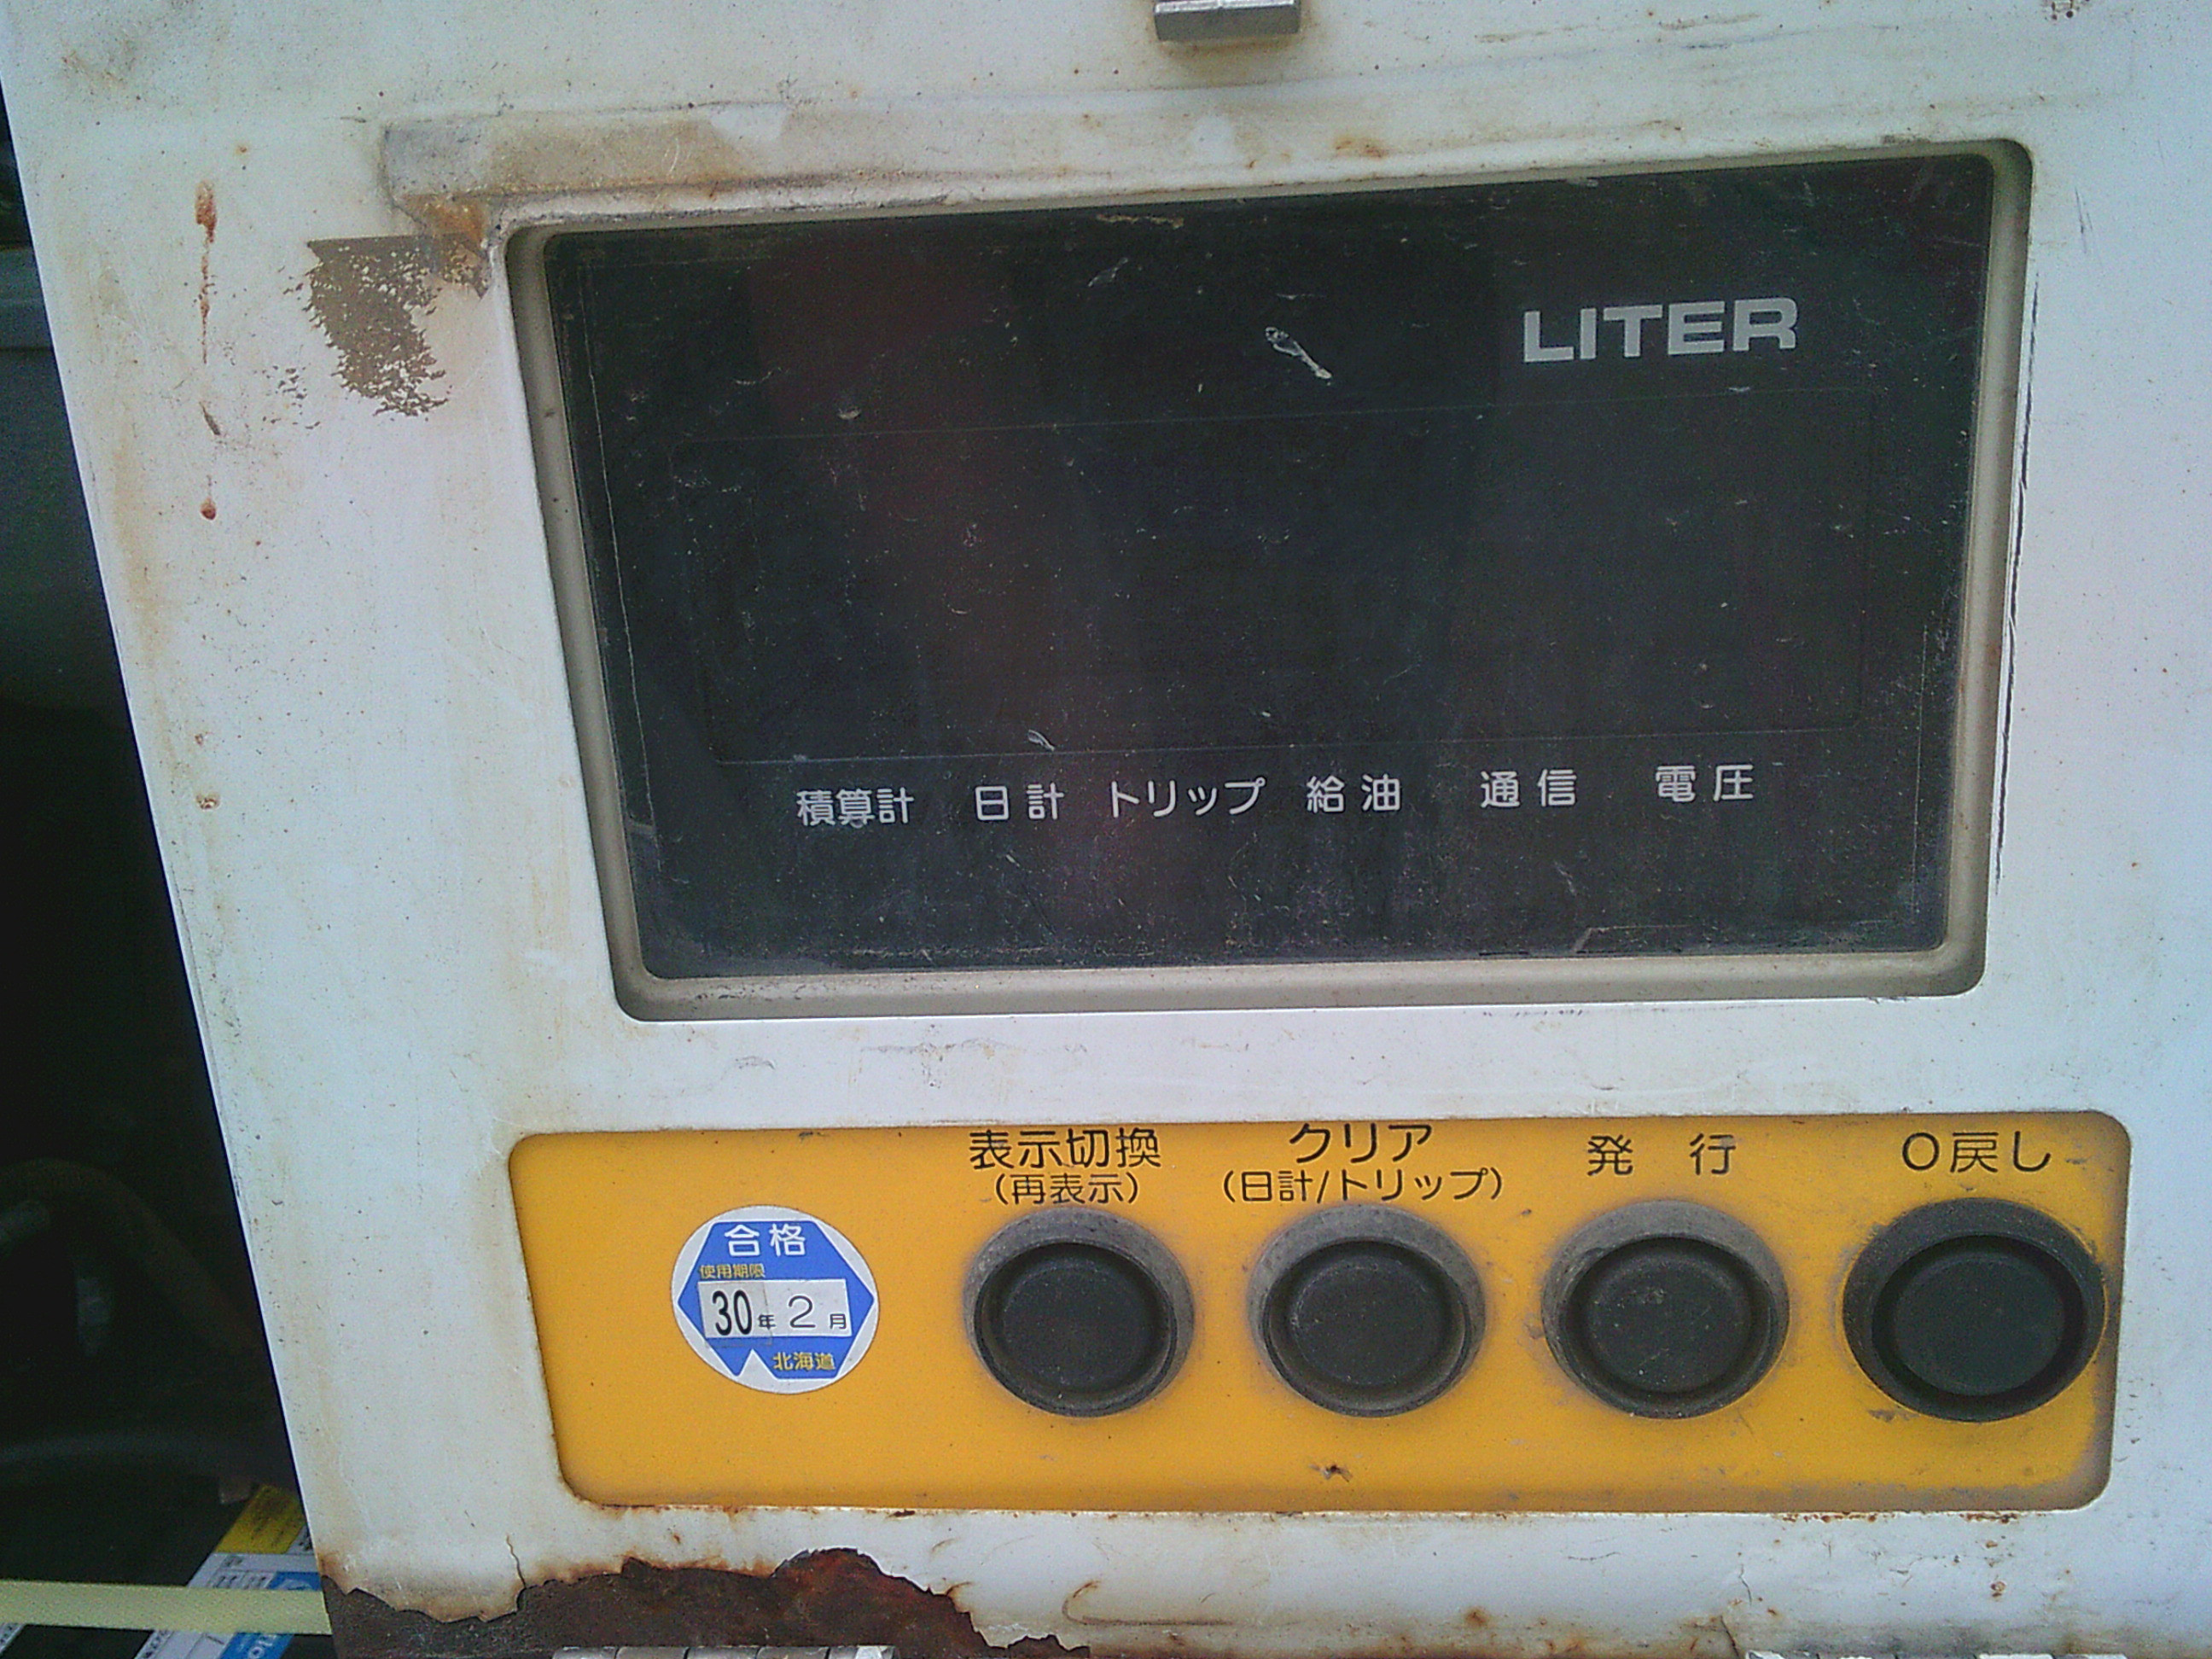 LITER
積算計 日計 トリップ 給油 通信 電圧
表示切換
(再表示)
クリア
(日計/トリップ)
発行
0戻し
合格
使用期限
30年2月
北海道